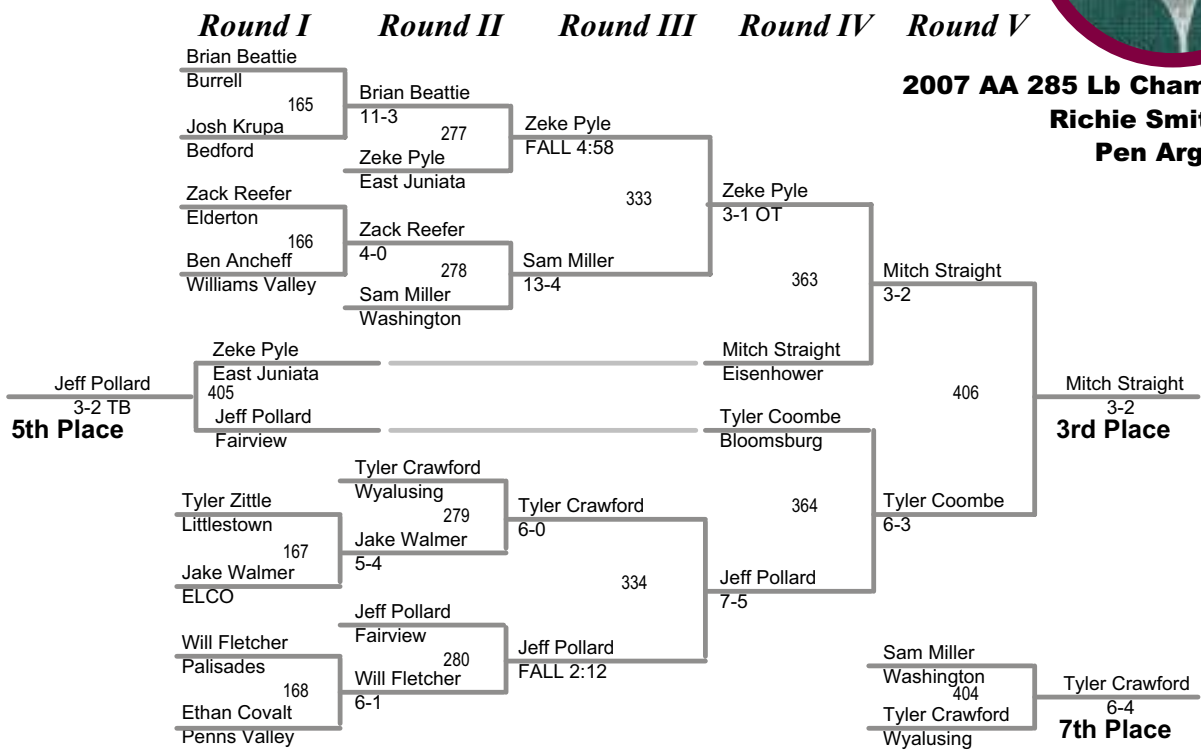 Round I Round II Round III Round IV Round V
2007 AA 285 Lb Cham
Richie Smit
Pen Arg
Brian Beattie
Burrell
165
Josh Krupa
Bedford
Brian Beattie
11-3
277
Zeke Pyle
East Juniata
Zeke Pyle
FALL 4:58
Zack Reefer
Elderton
166
Ben Ancheff
Williams Valley
Zack Reefer
4-0
278
Sam Miller
Washington
Sam Miller
13-4
333
Zeke Pyle
3-1 OT
363
Mitch Straight
Eisenhower
Mitch Straight
3-2
Zeke Pyle
East Juniata
405
Jeff Pollard
Fairview
Jeff Pollard
3-2 TB
5th Place
Tyler Coombe
Bloomsburg
406
Mitch Straight
3-2
3rd Place
Tyler Zittle
Littlestown
167
Jake Walmer
ELCO
Tyler Crawford
Wyalusing
279
Jake Walmer
5-4
Tyler Crawford
6-0
364
Tyler Coombe
6-3
334
Jeff Pollard
7-5
Will Fletcher
Palisades
168
Ethan Covalt
Penns Valley
Jeff Pollard
Fairview
280
Will Fletcher
6-1
Jeff Pollard
FALL 2:12
Sam Miller
Washington
404
Tyler Crawford
Wyalusing
Tyler Crawford
6-4
7th Place